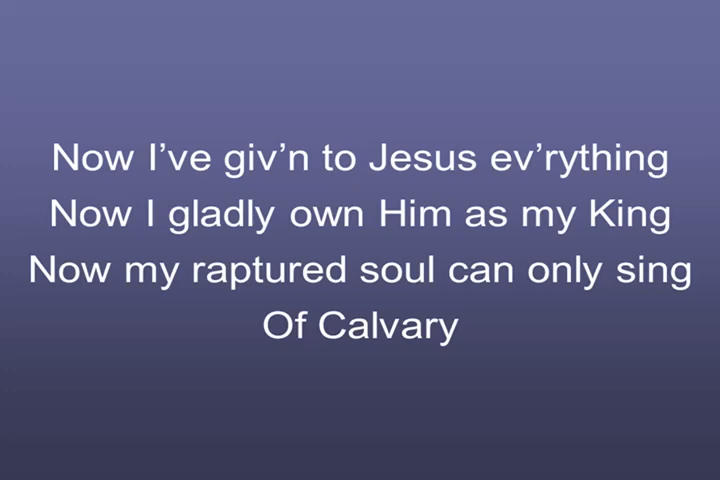 Now I’ve giv’n to Jesus ev’rything
Now I gladly own Him as my King
Now my raptured soul can only sing
Of Calvary